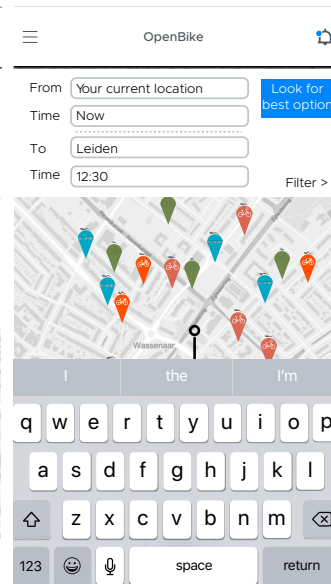 OpenBike
From Your current location
Look for
best option
Time Now
To Leiden
Time 12:30
Filter >
Wassenaar
I the I'm
q w e r t y u i o p
a s d f g h j k l
z x c v b n m
123 space return